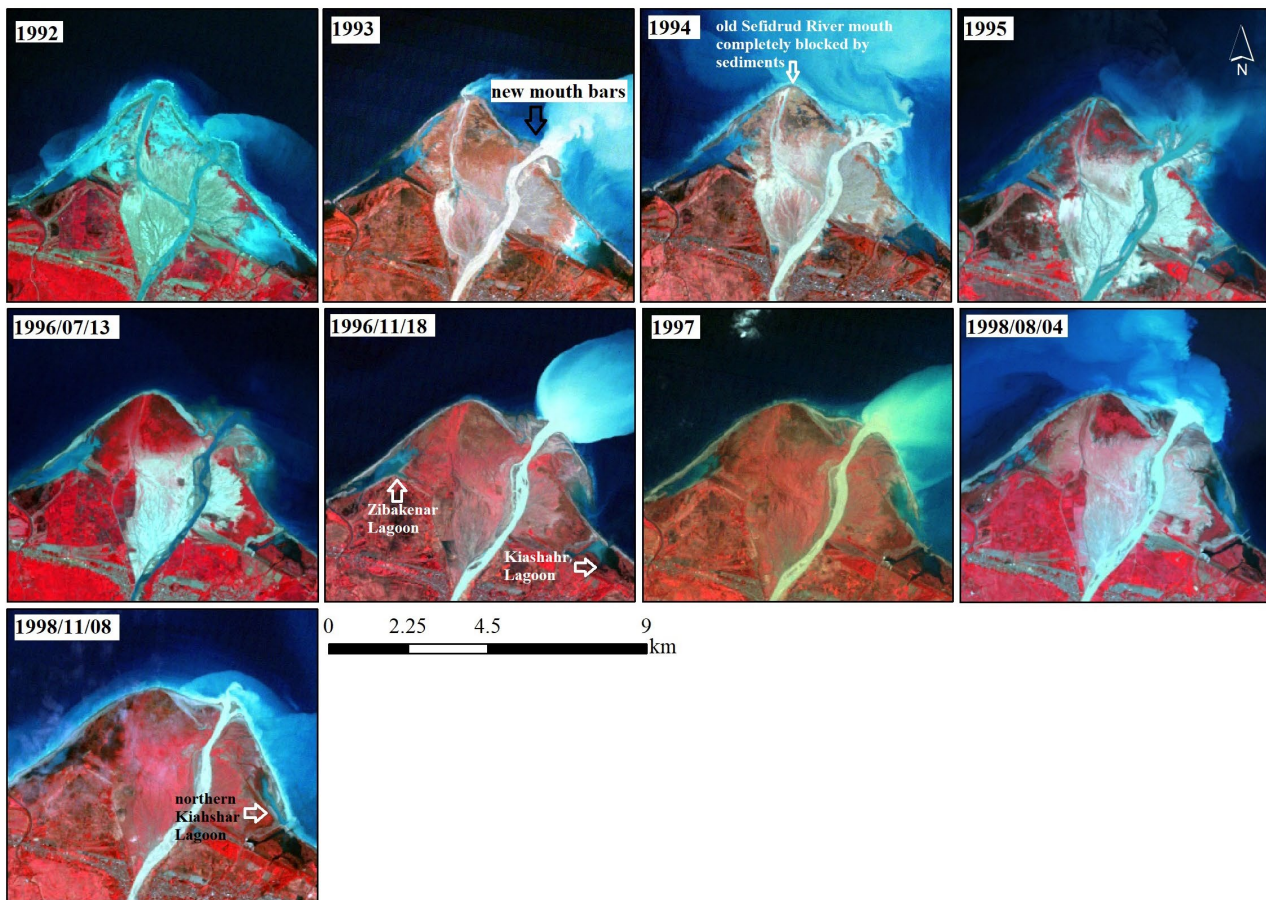 1992
1993
new mouth bars
1994
old Sefidrud River mouth
completely blocked by
sediments
1995
N
1996/07/13
1996/11/18
Zibakenar
Lagoon
Kiashahr
Lagoon
1997
1998/08/04
1998/11/08
northern
Kiahshar
Lagoon
0 2.25 4.5 9
km